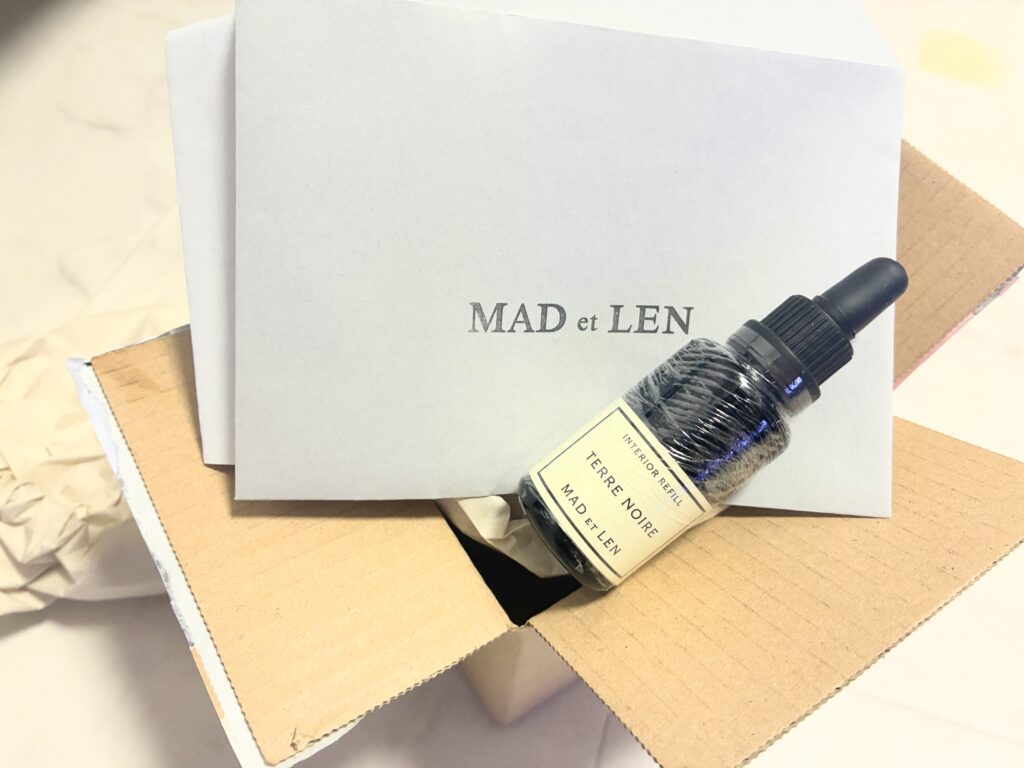 MAD et LEN
INTERIOR REFILL
TERRE NOIRE
MAD ET LEN